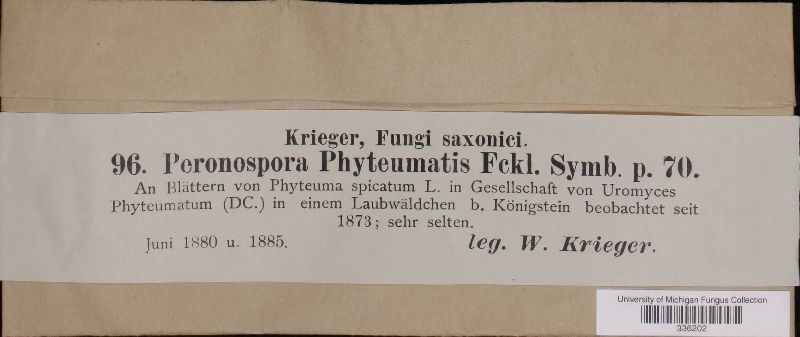 Krieger, Fungi saxonici.
96. Peronospora Phyteumatis Fckl. Symb. p. 70.
An Blättern von Phyteuma spicatum L. in Gesellschaft von Uromyces
Phyteumatum (DC.) in einem Laubwäldchen b. Königstein beobachtet seit
1873; sehr selten.
Juni 1880 u. 1885. leg. W. Krieger.
University of Michigan Fungus Collection
336202